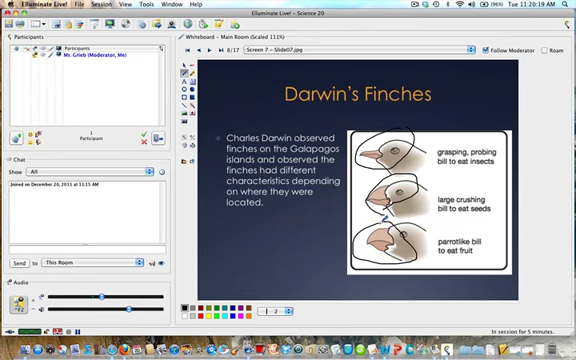 Elluminate Live!
File
Session
View
Tools
Window
Help
Tue 11:20:19 AM
Elluminate Live! – Science 20
Participants
Participants
Mr. Grieb (Moderator, Me)
1
Participant
Chat
Show
All
Joined on December 20, 2011 at 11:15 AM
Send
to
This Room
Audio
F2
Whiteboard - Main Room (Scaled 111%)
8/17
Screen 7 - Slide07.jpg
Follow Moderator
Roam
Darwin's Finches
Charles Darwin observed
finches on the Galapagos
islands and observed the
finches had different
characteristics depending
on where they were
located.
grasping, probing
bill to eat insects
large crushing
bill to eat seeds
parrotlike bill
to eat fruit
2
In session for 5 minutes.